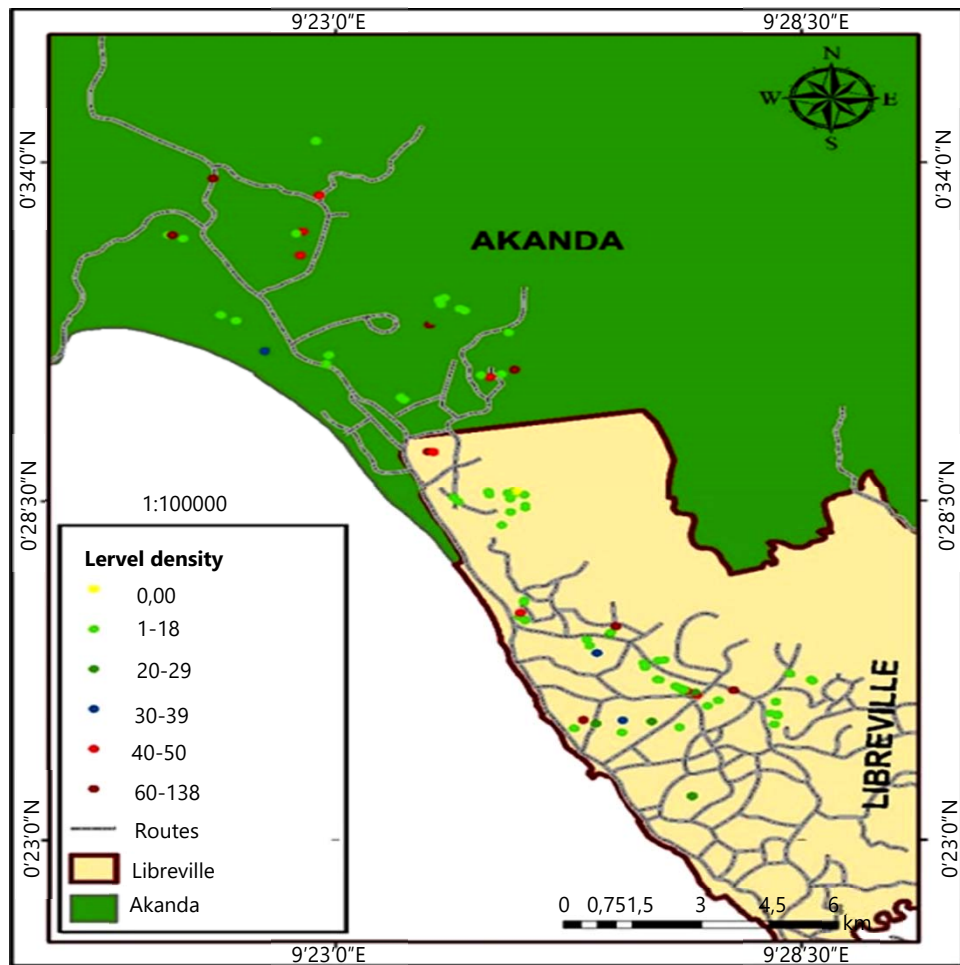 9'23'0"E 9'28'30"E
N
W E
S
0'34'0"N 0'34'0"N
AKANDA
0'28'30"N 0'28'30"N
1:100000
Lervel density
0,00
1-18
20-29
30-39
40-50
60-138
Routes
Libreville
Akanda
LIBREVILLE
0'23'0"N 0'23'0"N
0 0,75 1,5 3 4,5 6
km
9'23'0"E 9'28'30"E